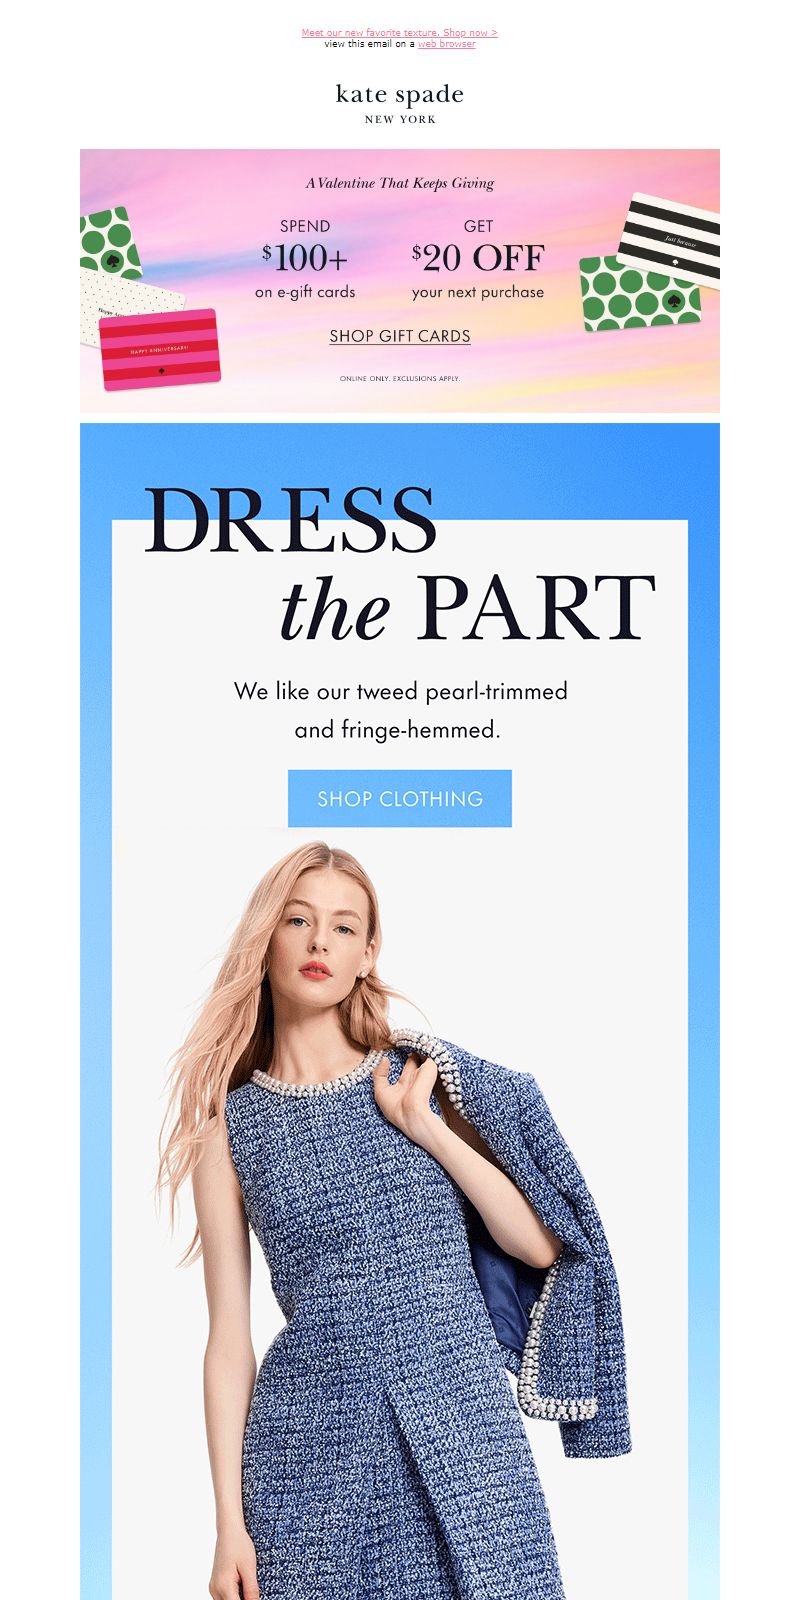 Meet our new favorite texture. Shop now >
view this email on a web browser
kate spade
NEW YORK
A Valentine That Keeps Giving
SPEND
$100+
on e-gift cards
GET
$20 OFF
your next purchase
SHOP GIFT CARDS
ONLINE ONLY. EXCLUSIONS APPLY.
HAPPY ANNIVERSARY!
just because
DRESS
the PART
We like our tweed pearl-trimmed
and fringe-hemmed.
SHOP CLOTHING